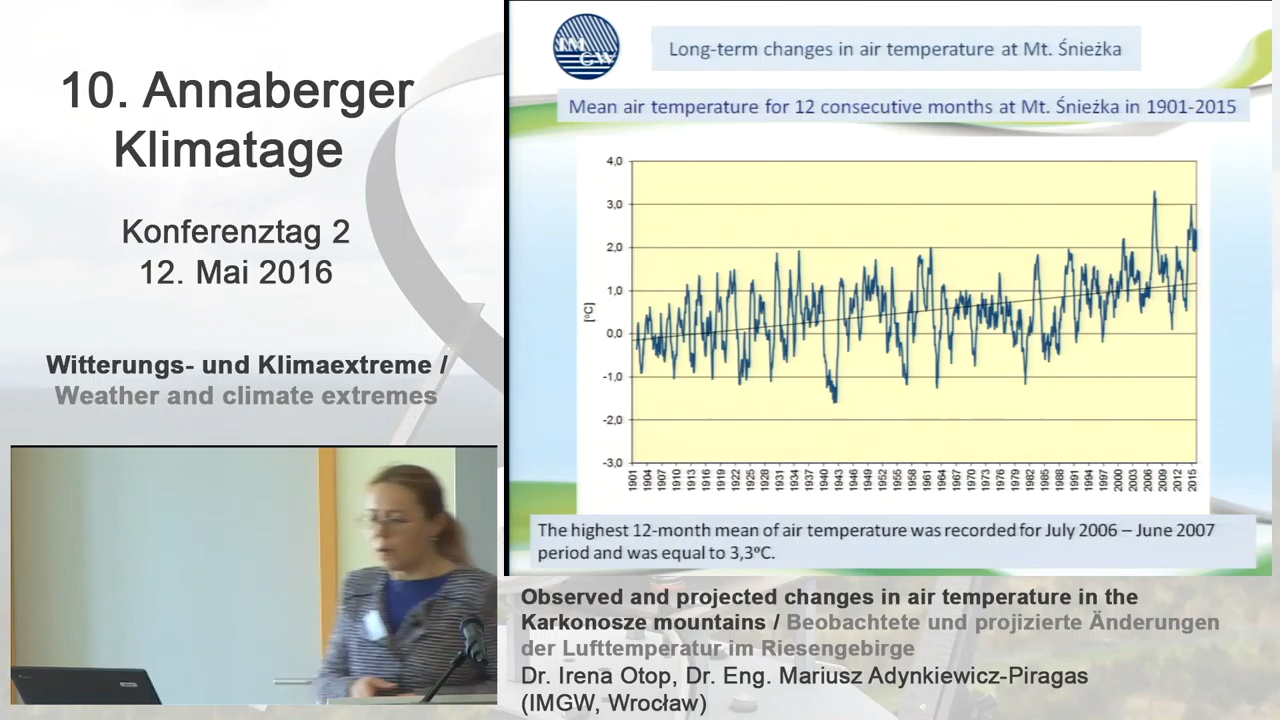 10. Annaberger
Klimatage
Konferenztag 2
12. Mai 2016
Witterungs- und Klimaextreme /
Weather and climate extremes
IM
GW
Long-term changes in air temperature at Mt. Śnieżka
Mean air temperature for 12 consecutive months at Mt. Śnieżka in 1901-2015
4,0
3,0
2,0
1,0
0,0
-1,0
-2,0
-3,0
[°C]
1901 1904 1907 1910 1913 1916 1919 1922 1925 1928 1931 1934 1937 1940 1943 1946 1949 1952 1955 1958 1961 1964 1967 1970 1973 1976 1979 1982 1985 1988 1991 1994 1997 2000 2003 2006 2009 2012 2015
The highest 12-month mean of air temperature was recorded for July 2006 – June 2007
period and was equal to 3,3°C.
Observed and projected changes in air temperature in the
Karkonosze mountains / Beobachtete und projizierte Änderungen
der Lufttemperatur im Riesengebirge
Dr. Irena Otop, Dr. Eng. Mariusz Adynkiewicz-Piragas
(IMGW, Wrocław)